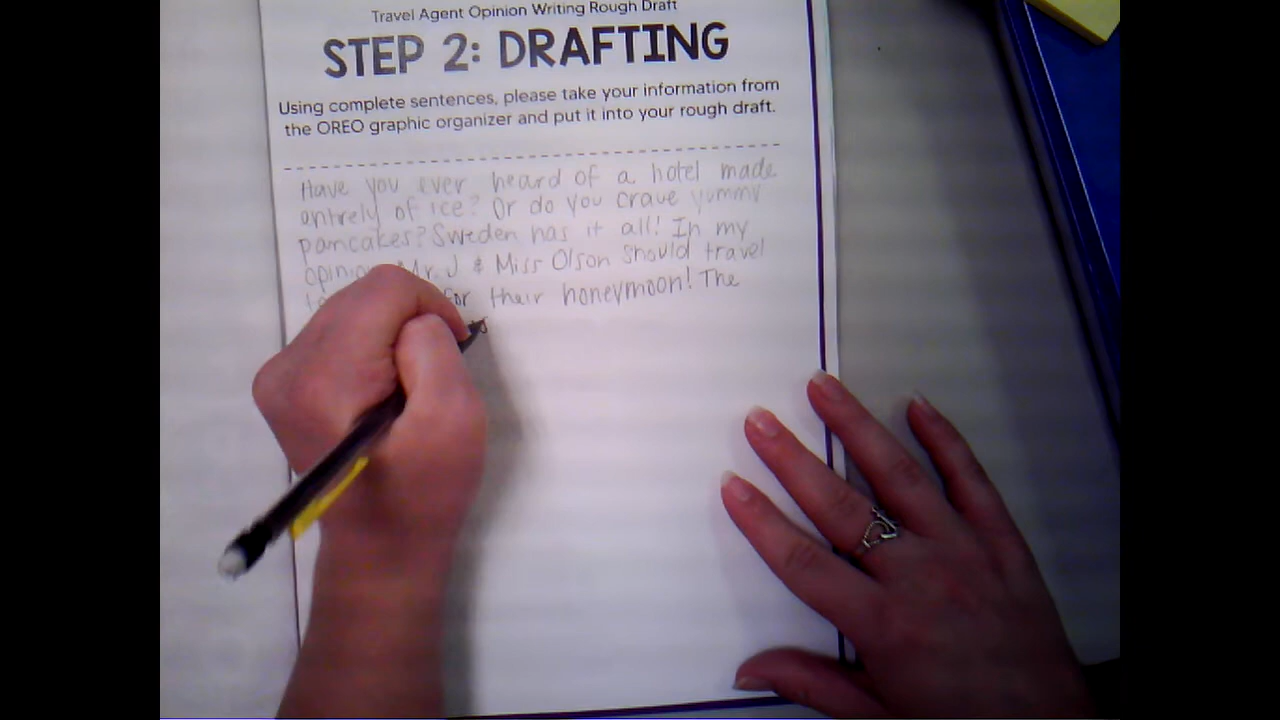 Travel Agent Opinion Writing Rough Draft
STEP 2: DRAFTING
Using complete sentences, please take your information from
the OREO graphic organizer and put it into your rough draft.
Have you ever heard of a hotel made
entirely of ice? Or do you crave yummy
pancakes? Sweden has it all! In my
opinion Mr. J & Miss Olson should travel
for their honeymoon! The